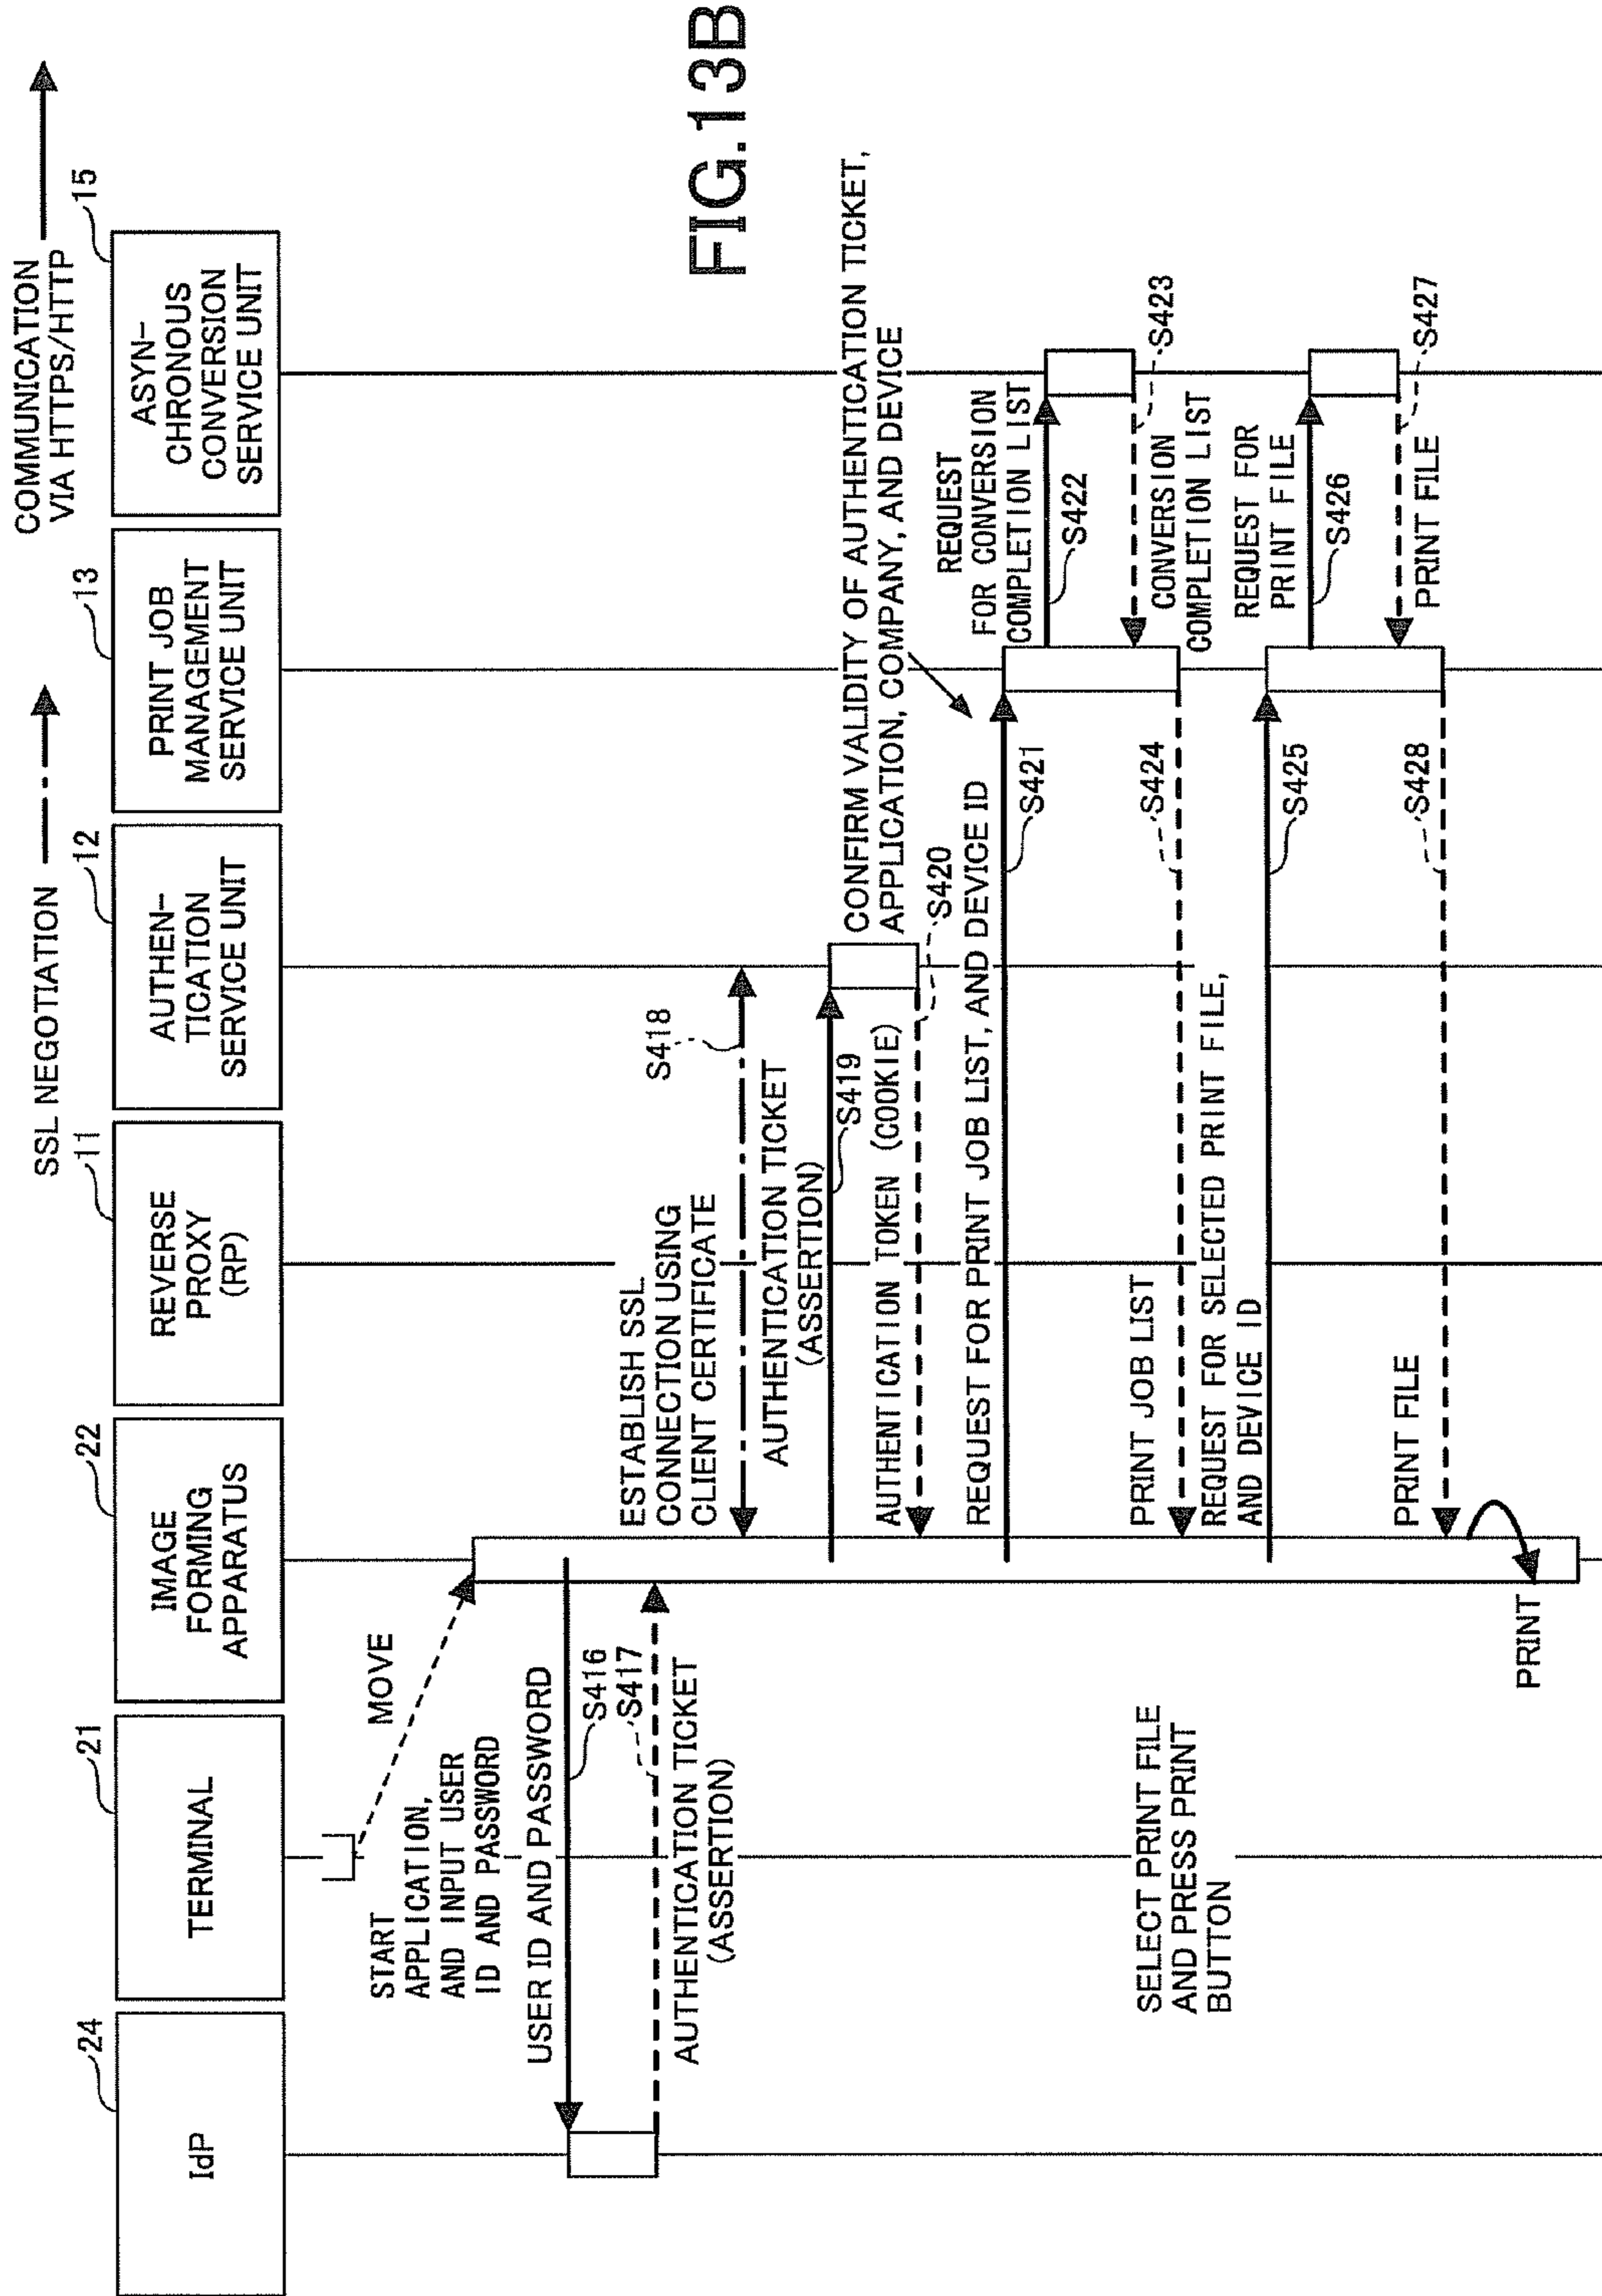 FIG.13B
SSL NEGOTIATION
COMMUNICATION
VIA HTTPS/HTTP
24
IdP
21
TERMINAL
22
IMAGE
FORMING
APPARATUS
11
REVERSE
PROXY
(RP)
12
AUTHEN-
TICATION
SERVICE UNIT
13
PRINT JOB
MANAGEMENT
SERVICE UNIT
15
ASYN-
CHRONOUS
CONVERSION
SERVICE UNIT
MOVE
START
APPLICATION,
AND INPUT USER
ID AND PASSWORD
USER ID AND PASSWORD
S416
S417
AUTHENTICATION TICKET
(ASSERTION)
ESTABLISH SSL
CONNECTION USING
CLIENT CERTIFICATE
S418
AUTHENTICATION TICKET
(ASSERTION)
S419
AUTHENTICATION TOKEN (COOKIE)
S420
CONFIRM VALIDITY OF AUTHENTICATION TICKET,
APPLICATION, COMPANY, AND DEVICE
REQUEST FOR PRINT JOB LIST, AND DEVICE ID
S421
REQUEST
FOR CONVERSION
COMPLETION LIST
S422
S423
CONVERSION
COMPLETION LIST
PRINT JOB LIST
S424
SELECT PRINT FILE
AND PRESS PRINT
BUTTON
REQUEST FOR SELECTED PRINT FILE,
AND DEVICE ID
S425
REQUEST FOR
PRINT FILE
S426
S427
PRINT FILE
PRINT FILE
S428
PRINT